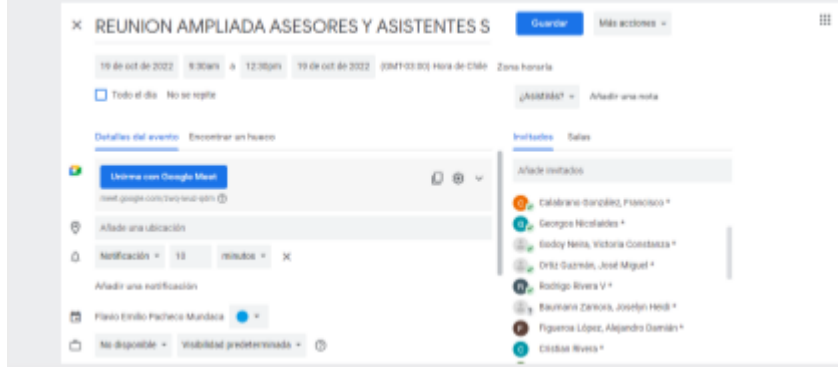 REUNION AMPLIADA ASESORES Y ASISTENTES S
Guardar Más acciones
19 de oct de 2022 9:30am a 12:30pm 19 de oct de 2022 (GMT-03:00) Hora de Chile Zona horaria
Todo el día No se repite
¿Asistirás? Añadir una nota
Detalles del evento Encontrar un hueco
Invitados Salas
Unirme con Google Meet
Añade invitados
meet.google.com/
Añade una ubicación
Notificación 10 minutos
Añadir una notificación
Flavio Emilio Pacheco Mundaca
No disponible Visibilidad predeterminada
Calabrano González, Francisco *
Georgos Nicolaides *
Godoy Neira, Victoria Constanza *
Ortiz Guzmán, José Miguel *
Rodrigo Rivera V *
Baumann Zamora, Joselyn Heidi *
Figueroa López, Alejandro Damián *
Cristian Rivera *